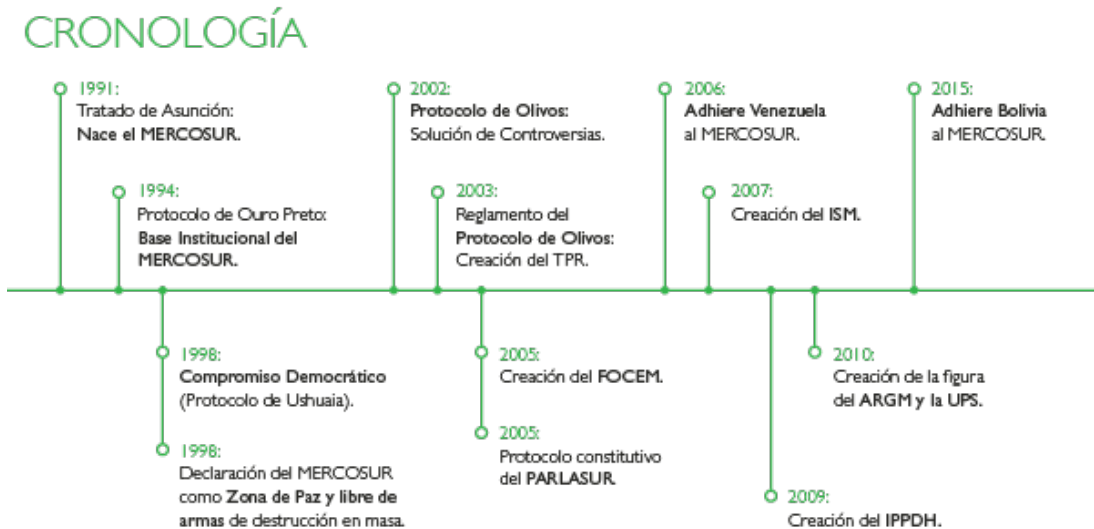 CRONOLOGÍA
1991:
Tratado de Asunción:
Nace el MERCOSUR.
1994:
Protocolo de Ouro Preto:
Base Institucional del
MERCOSUR.
1998:
Compromiso Democrático
(Protocolo de Ushuaia).
1998:
Declaración del MERCOSUR
como Zona de Paz y libre de
armas de destrucción en masa.
2002:
Protocolo de Olivos:
Solución de Controversias.
2003:
Reglamento del
Protocolo de Olivos:
Creación del TPR.
2005:
Creación del FOCEM.
2005:
Protocolo constitutivo
del PARLASUR
2006:
Adhiere Venezuela
al MERCOSUR.
2007:
Creación del ISM.
2009:
Creación del IPPDH.
2010:
Creación de la figura
del ARGM y la UPS.
2015:
Adhiere Bolivia
al MERCOSUR